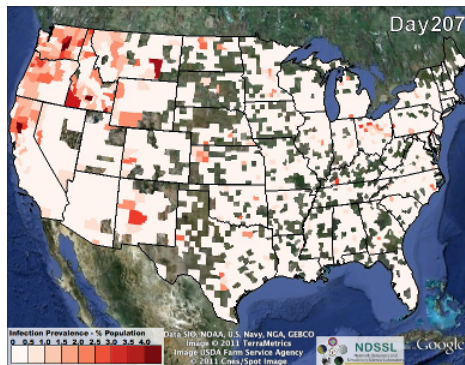 Day207
Infection Prevalence - % Population
0 0.5 1.0 1.5 2.0 2.5 3.0 3.5 4.0
Data SIO, NOAA, U.S. Navy, NGA, GEBCO
Image © 2011 TerraMetrics
Image USDA Farm Service Agency
© 2011 Cnes/Spot Image
NDSSL
Google